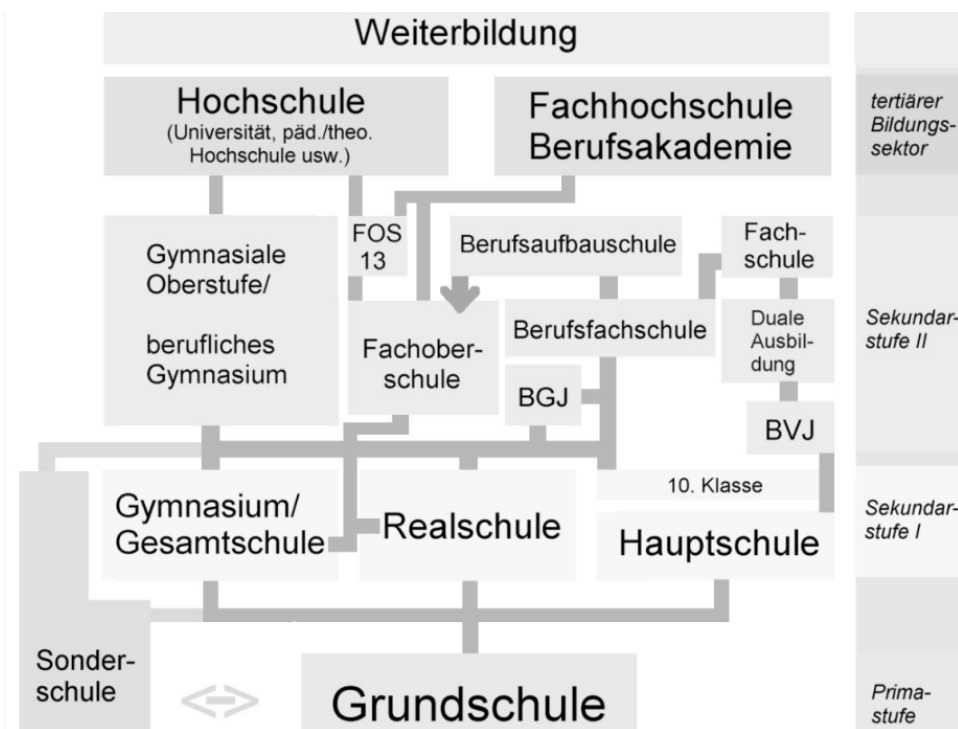 Weiterbildung
Hochschule
(Universität, päd./theo.
Hochschule usw.)
Fachhochschule
Berufsakademie
tertiärer
Bildungs-
sektor
Gymnasiale
Oberstufe/
berufliches
Gymnasium
FOS
13
Fachober-
schule
Berufsaufbauschule
Berufsfachschule
BGJ
Fach-
schule
Duale
Ausbil-
dung
BVJ
Sekundar-
stufe II
Gymnasium/
Gesamtschule
Realschule
10. Klasse
Hauptschule
Sekundar-
stufe I
Sonder-
schule
<->
Grundschule
Prima-
stufe